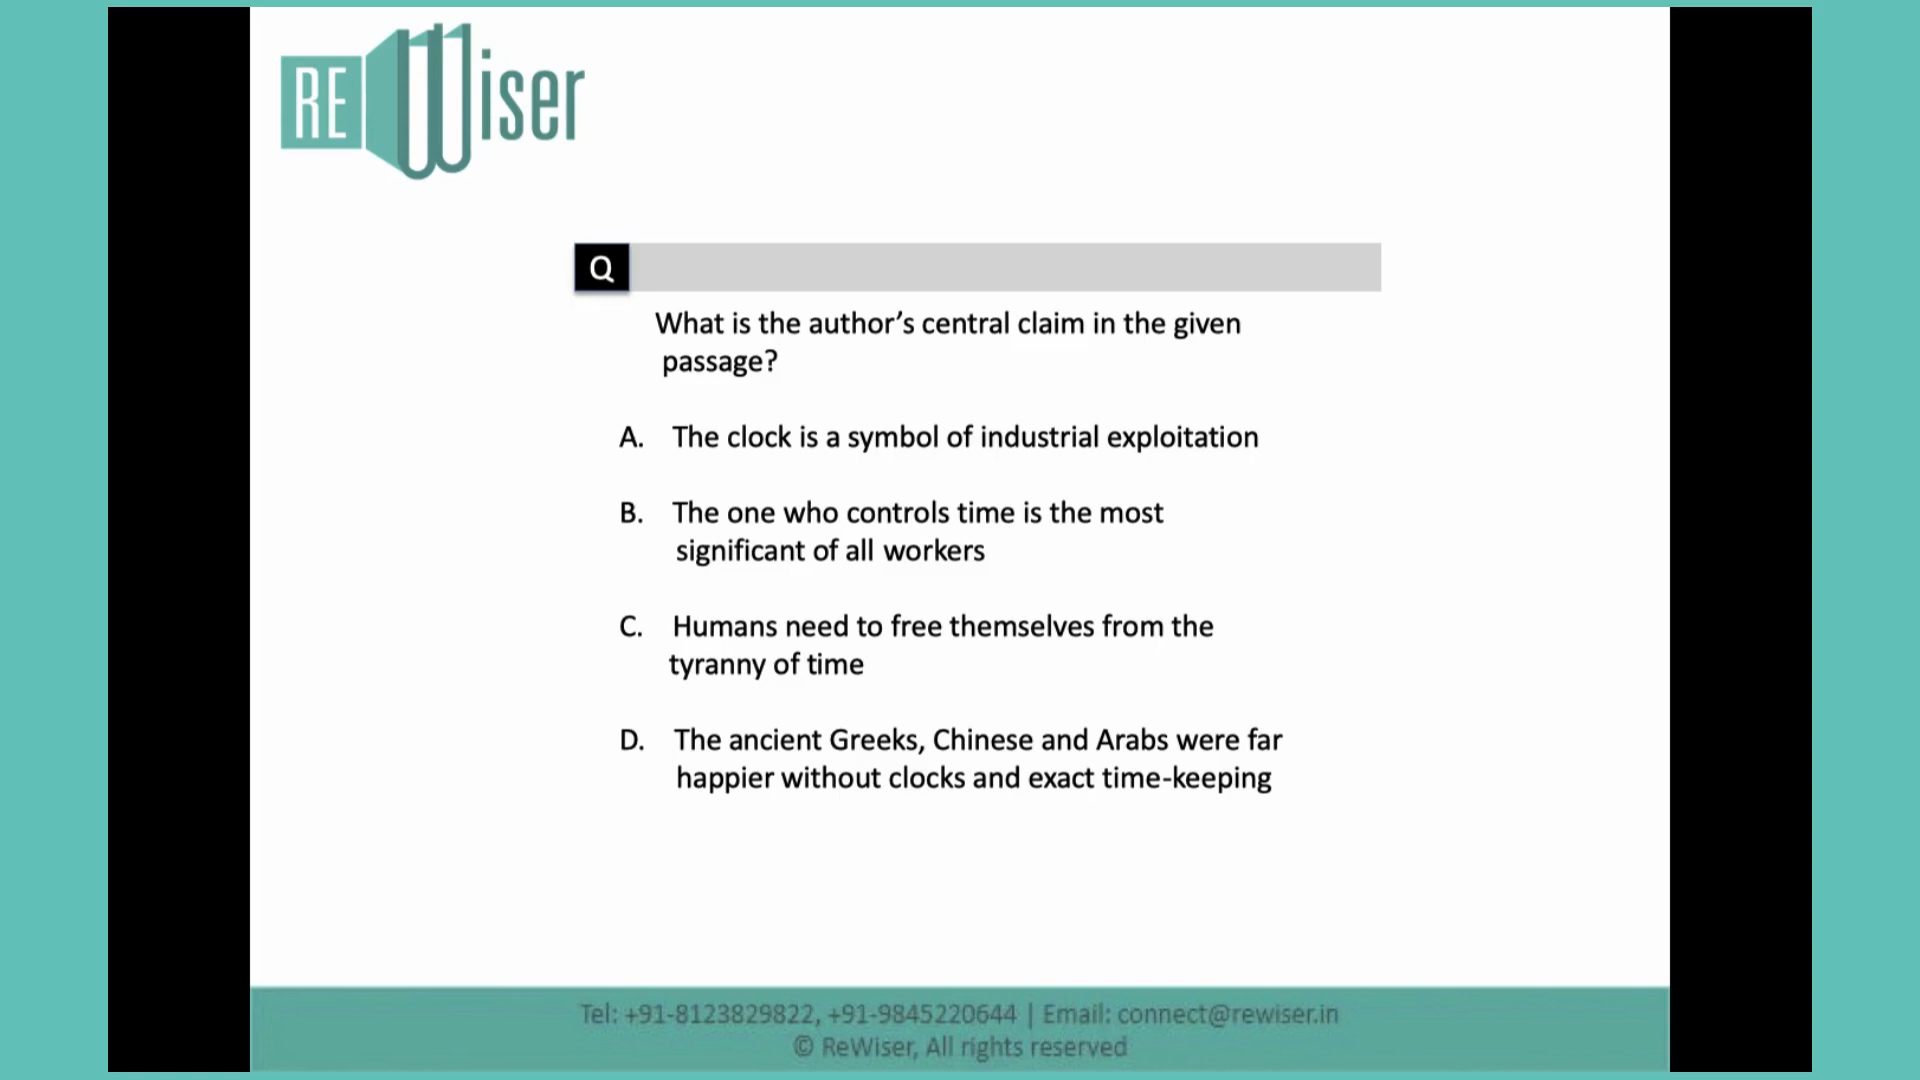 REWiser
Q
What is the author’s central claim in the given
passage?
A. The clock is a symbol of industrial exploitation
B. The one who controls time is the most
significant of all workers
C. Humans need to free themselves from the
tyranny of time
D. The ancient Greeks, Chinese and Arabs were far
happier without clocks and exact time-keeping
Tel: +91-8123829822, +91-9845220644 | Email: connect@rewiser.in
© ReWiser, All rights reserved